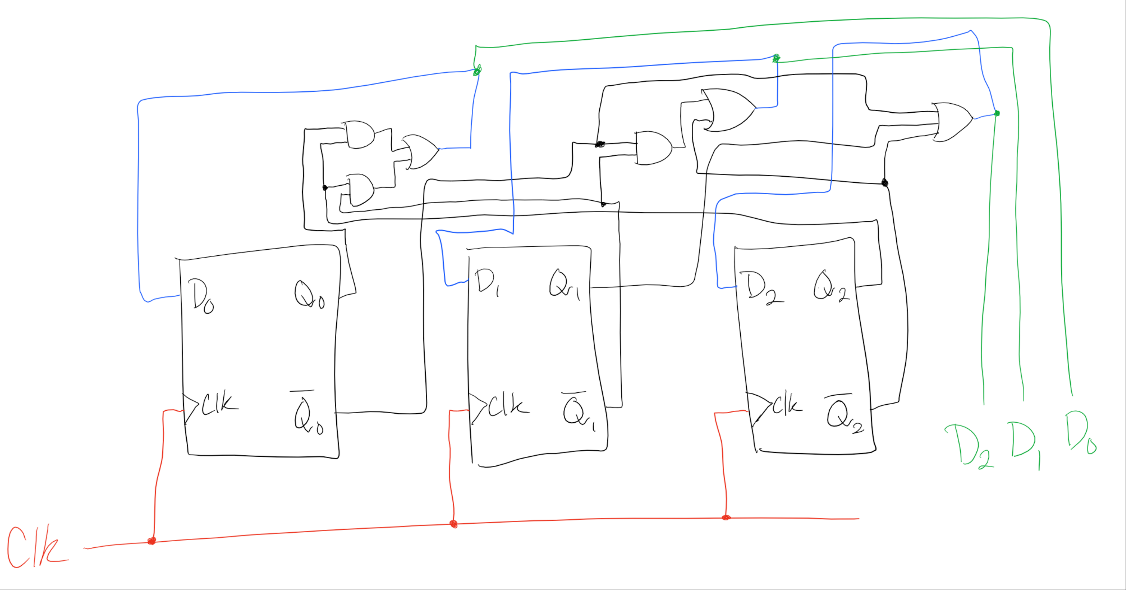 D₀ Q₀
Clk Q̅₀
D₁ Q₁
Clk Q̅₁
D₂ Q₂
Clk Q̅₂
D₂ D₁ D₀
Clk